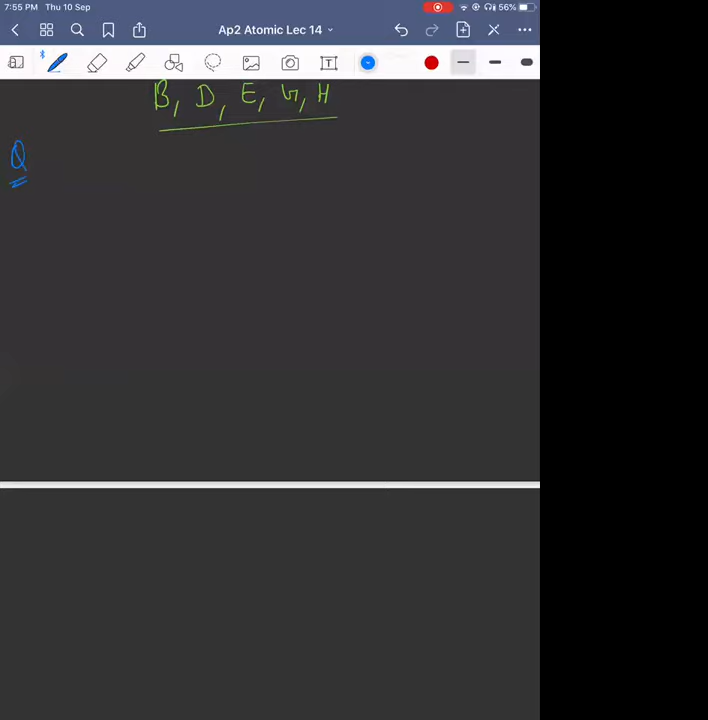 7:55 PM Thu 10 Sep 56%
Ap2 Atomic Lec 14
T
B, D, E, G, H
Q